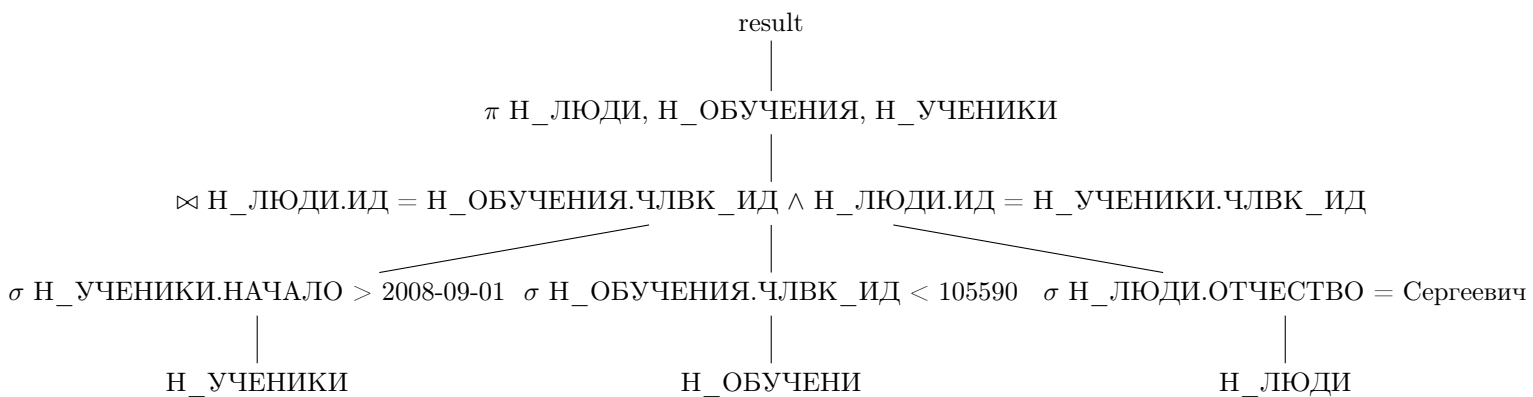 result
π Н_ЛЮДИ, Н_ОБУЧЕНИЯ, Н_УЧЕНИКИ
⋈ Н_ЛЮДИ.ИД = Н_ОБУЧЕНИЯ.ЧЛВК_ИД ∧ Н_ЛЮДИ.ИД = Н_УЧЕНИКИ.ЧЛВК_ИД
σ Н_УЧЕНИКИ.НАЧАЛО > 2008-09-01 σ Н_ОБУЧЕНИЯ.ЧЛВК_ИД < 105590 σ Н_ЛЮДИ.ОТЧЕСТВО = Сергеевич
Н_УЧЕНИКИ Н_ОБУЧЕНИ Н_ЛЮДИ